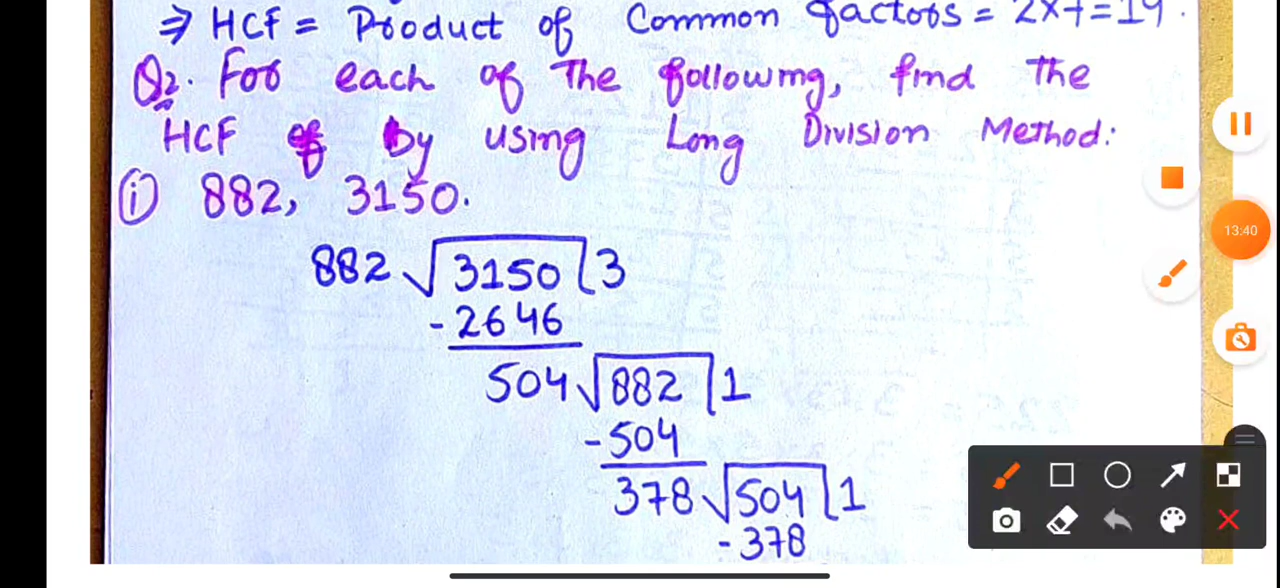 ⇒ HCF = Product of Common factors = 2×7=14.
Q2. For each of the following, find the
HCF of by using Long Division Method:
(i) 882, 3150.
882 √3150 3
-2646
504 √882 1
-504
378 √504 1
-378
13:40